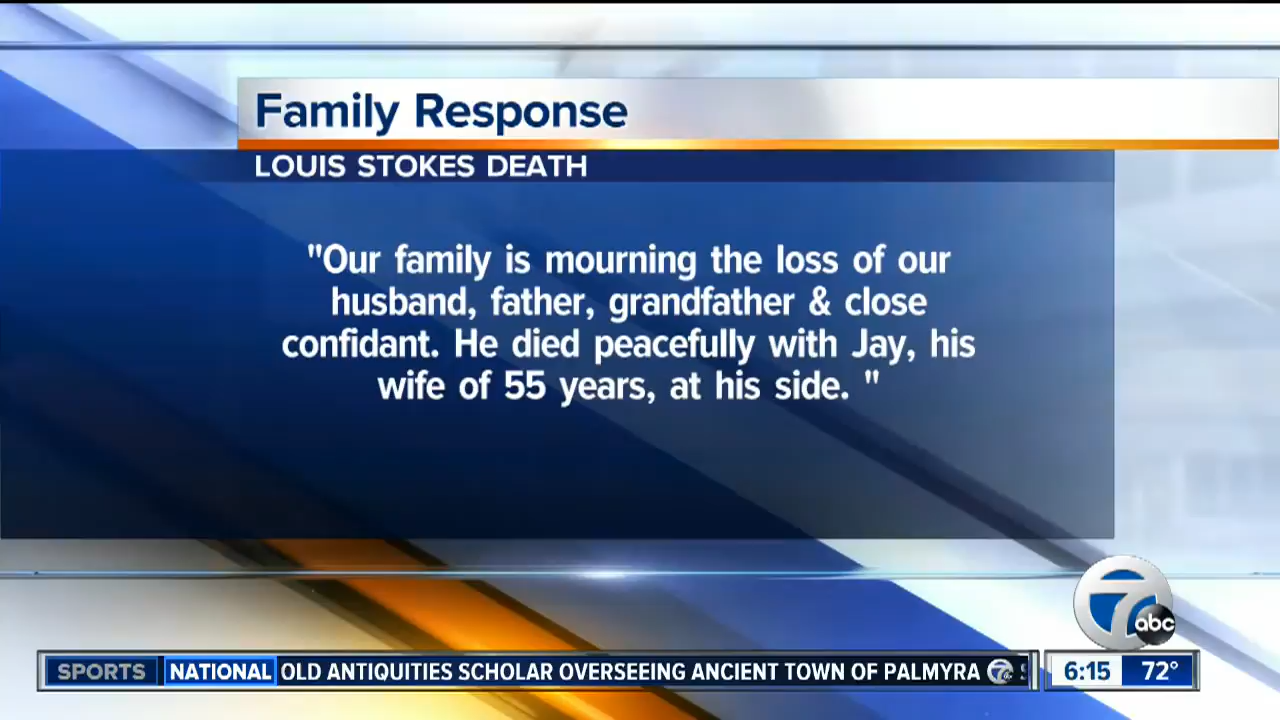 Family Response
LOUIS STOKES DEATH
"Our family is mourning the loss of our
husband, father, grandfather & close
confidant. He died peacefully with Jay, his
wife of 55 years, at his side. "
7 abc
SPORTS NATIONAL OLD ANTIQUITIES SCHOLAR OVERSEEING ANCIENT TOWN OF PALMYRA 7
6:15 72°